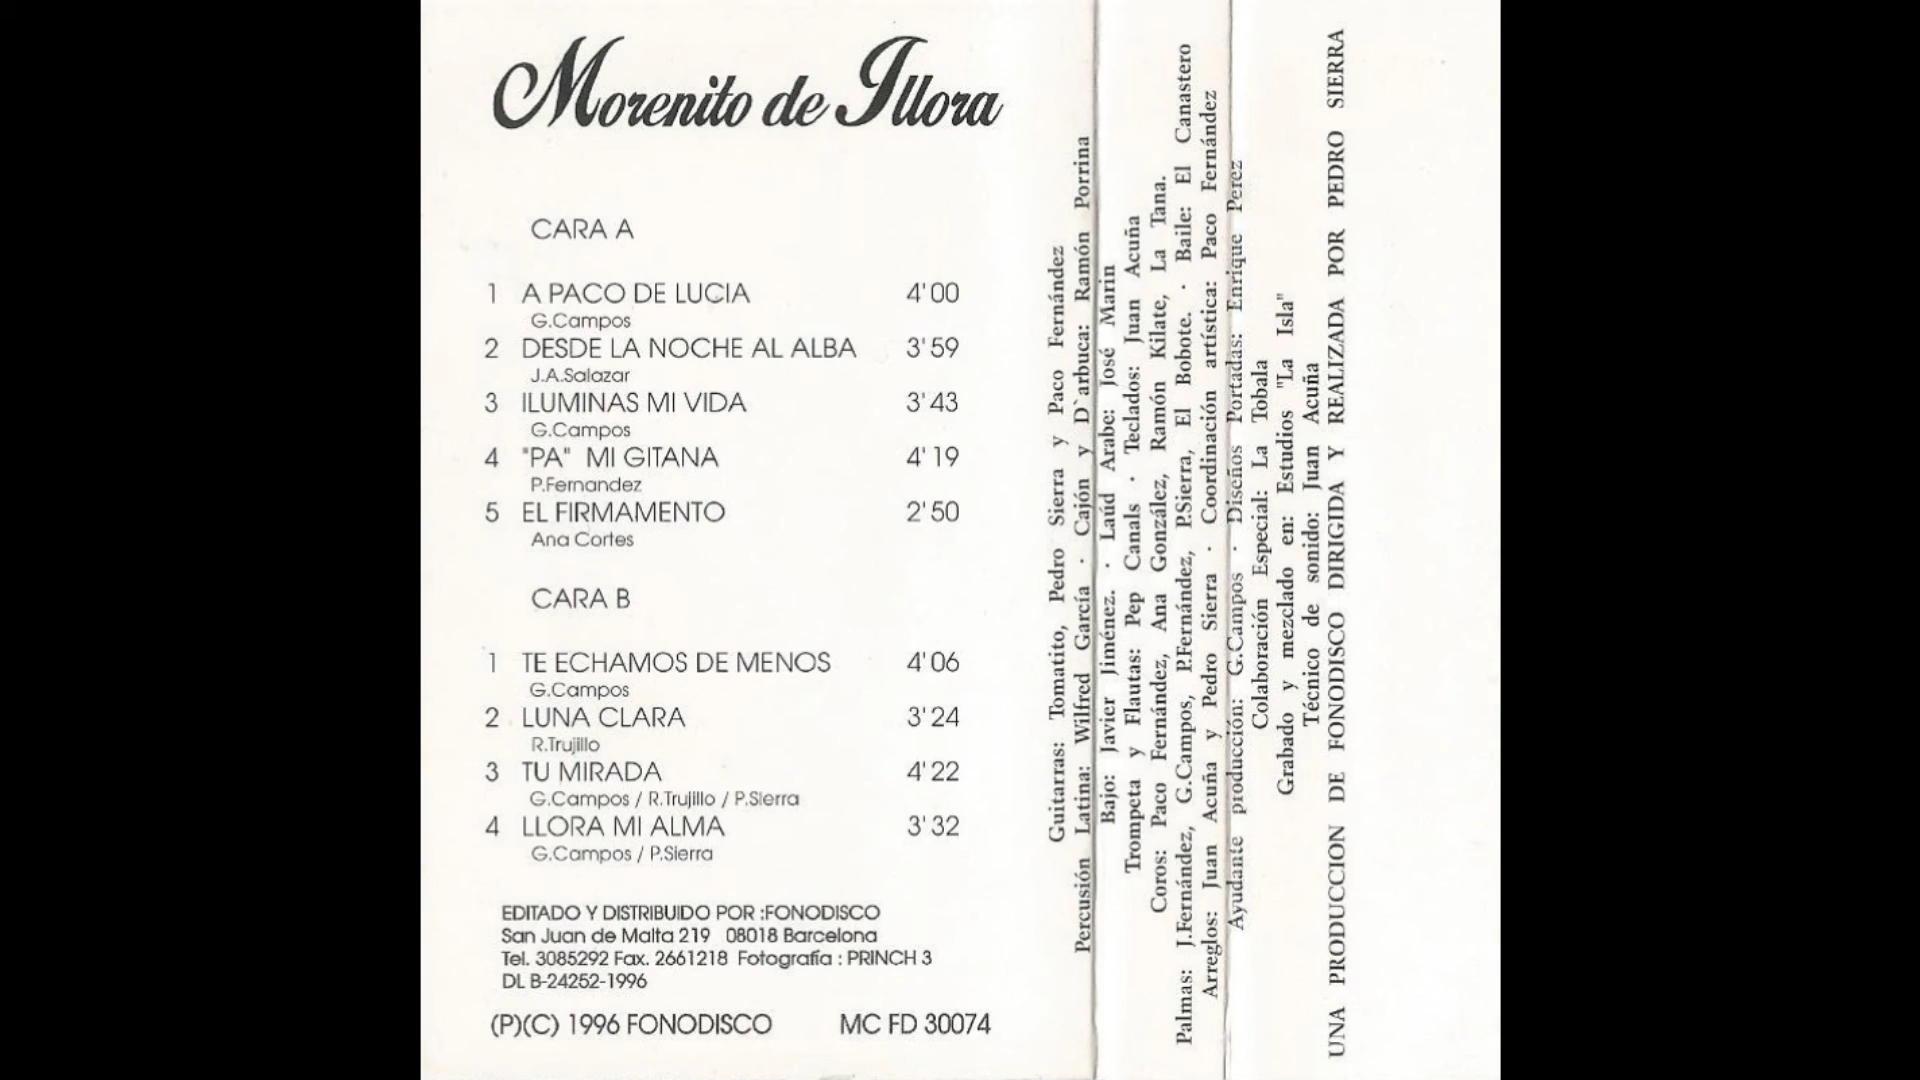 Morenito de Illora
CARA A
1 A PACO DE LUCIA 4'00
G.Campos
2 DESDE LA NOCHE AL ALBA 3'59
J.A.Salazar
3 ILUMINAS MI VIDA 3'43
G.Campos
4 "PA" MI GITANA 4'19
P.Fernandez
5 EL FIRMAMENTO 2'50
Ana Cortes
CARA B
1 TE ECHAMOS DE MENOS 4'06
G.Campos
2 LUNA CLARA 3'24
R.Trujillo
3 TU MIRADA 4'22
G.Campos / R.Trujillo / P.Sierra
4 LLORA MI ALMA 3'32
G.Campos / P.Sierra
EDITADO Y DISTRIBUIDO POR :FONODISCO
San Juan de Malta 219 08018 Barcelona
Tel. 3085292 Fax. 2661218 Fotografía : PRINCH 3
DL B-24252-1996
(P)(C) 1996 FONODISCO MC FD 30074
Guitarras: Tomatito, Pedro Sierra y Paco Fernández
Percusión Latina: Wilfred García · Cajón y D`arbuca: Ramón Porrina
Bajo: Javier Jiménez. · Laúd Arabe: José Marin
Trompeta y Flautas: Pep Canals · Teclados: Juan Acuña
Coros: Paco Fernández, Ana González, Ramón Kilate, La Tana.
Palmas: J.Fernández, G.Campos, P.Fernández, P.Sierra, El Bobote. · Baile: El Canastero
Arreglos: Juan Acuña y Pedro Sierra · Coordinación artística: Paco Fernández
Ayudante producción: G.Campos · Diseños Portadas: Enrique Perez
Colaboración Especial: La Tobala
Grabado y mezclado en: Estudios "La Isla"
Técnico de sonido: Juan Acuña
UNA PRODUCCION DE FONODISCO DIRIGIDA Y REALIZADA POR PEDRO SIERRA